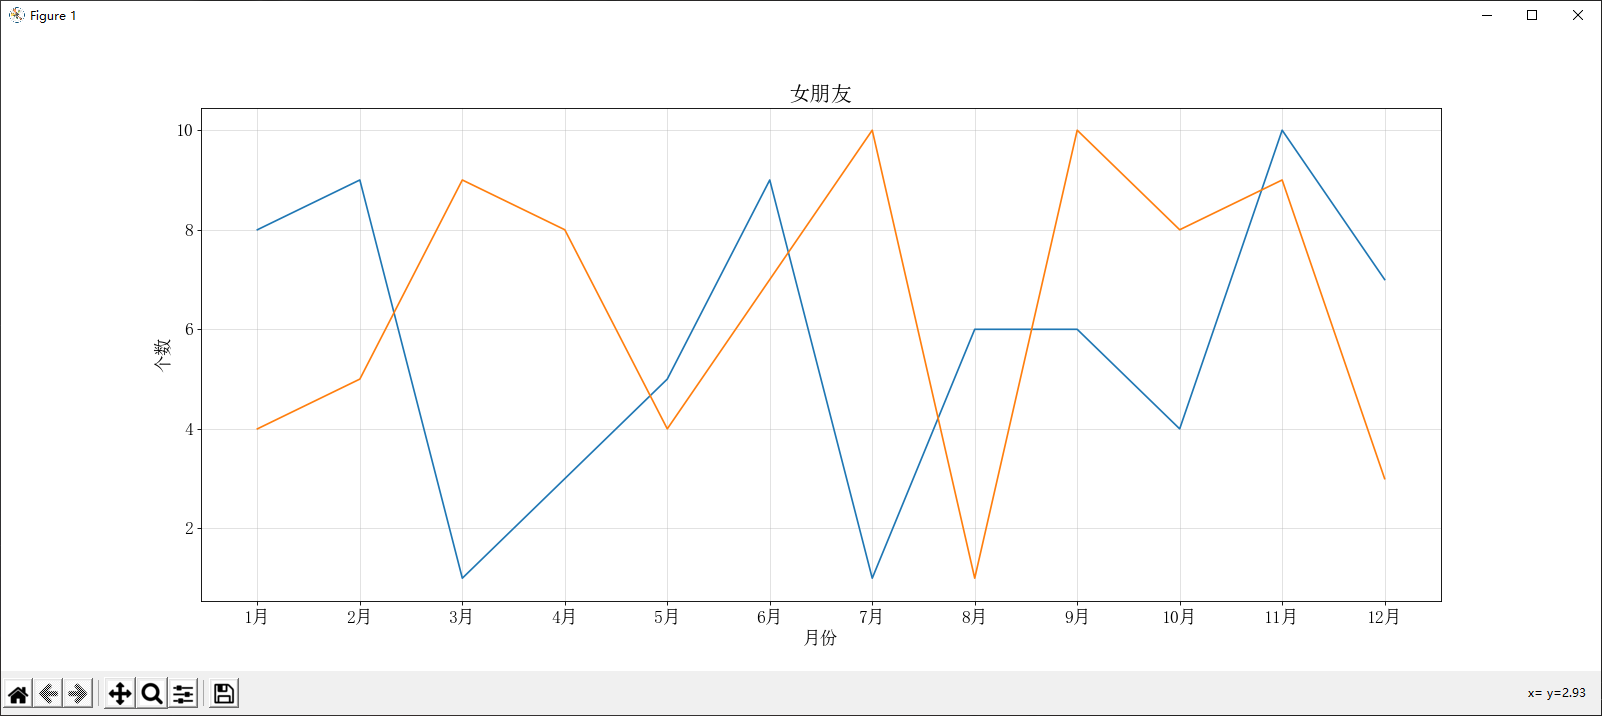 Figure 1
女朋友
10
8
6
4
2
个数
1月 2月 3月 4月 5月 6月 7月 8月 9月 10月 11月 12月
月份
x= y=2.93